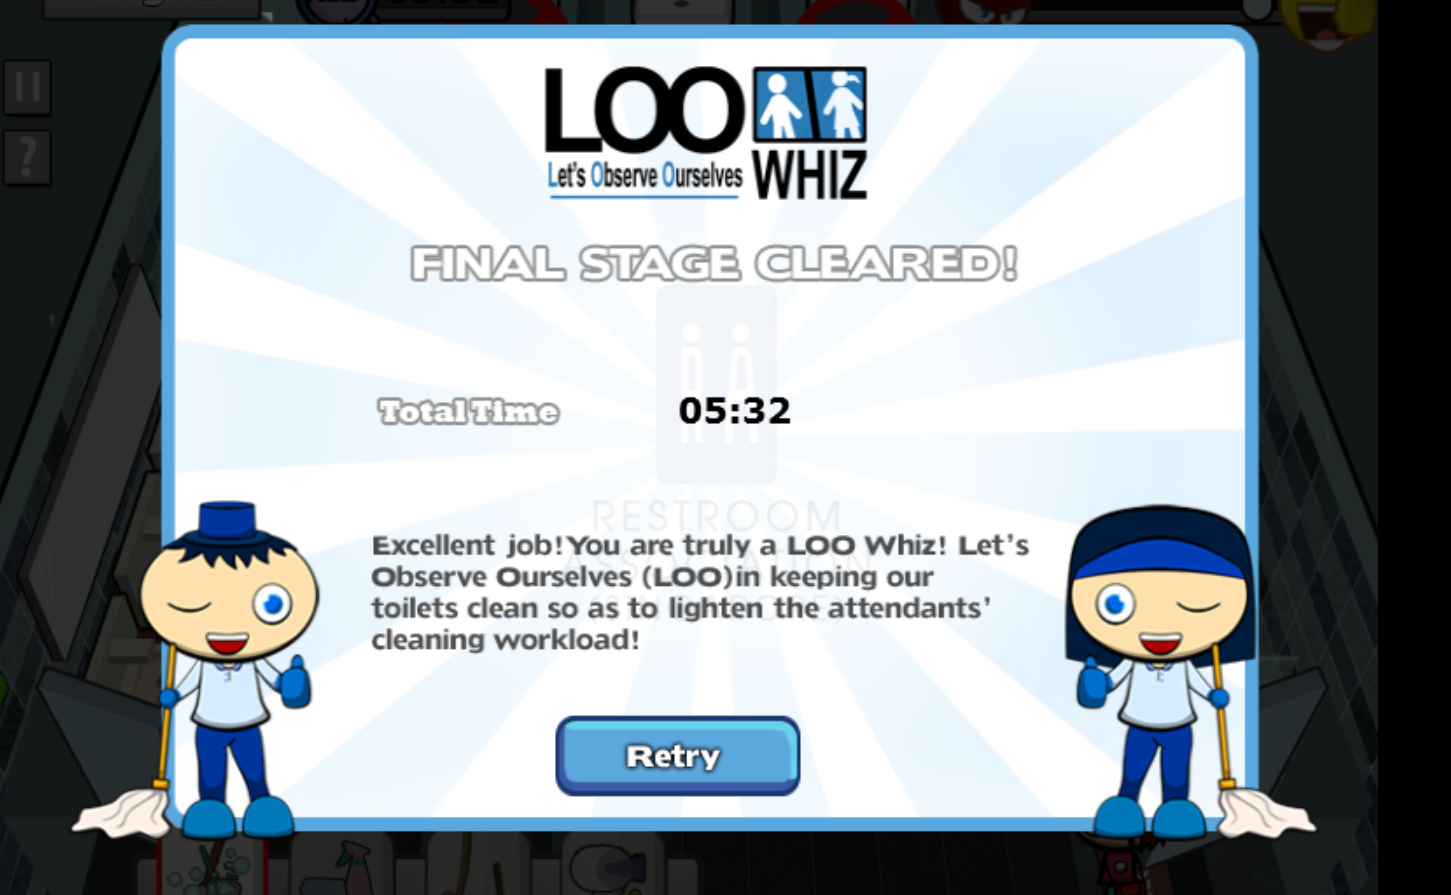 LOO
Let's Observe Ourselves
WHIZ
FINAL STAGE CLEARED!
Total Time 05:32
RESTROOM
Excellent job!You are truly a LOO Whiz! Let's
Observe Ourselves (LOO)in keeping our
toilets clean so as to lighten the attendants'
cleaning workload!
Retry
?